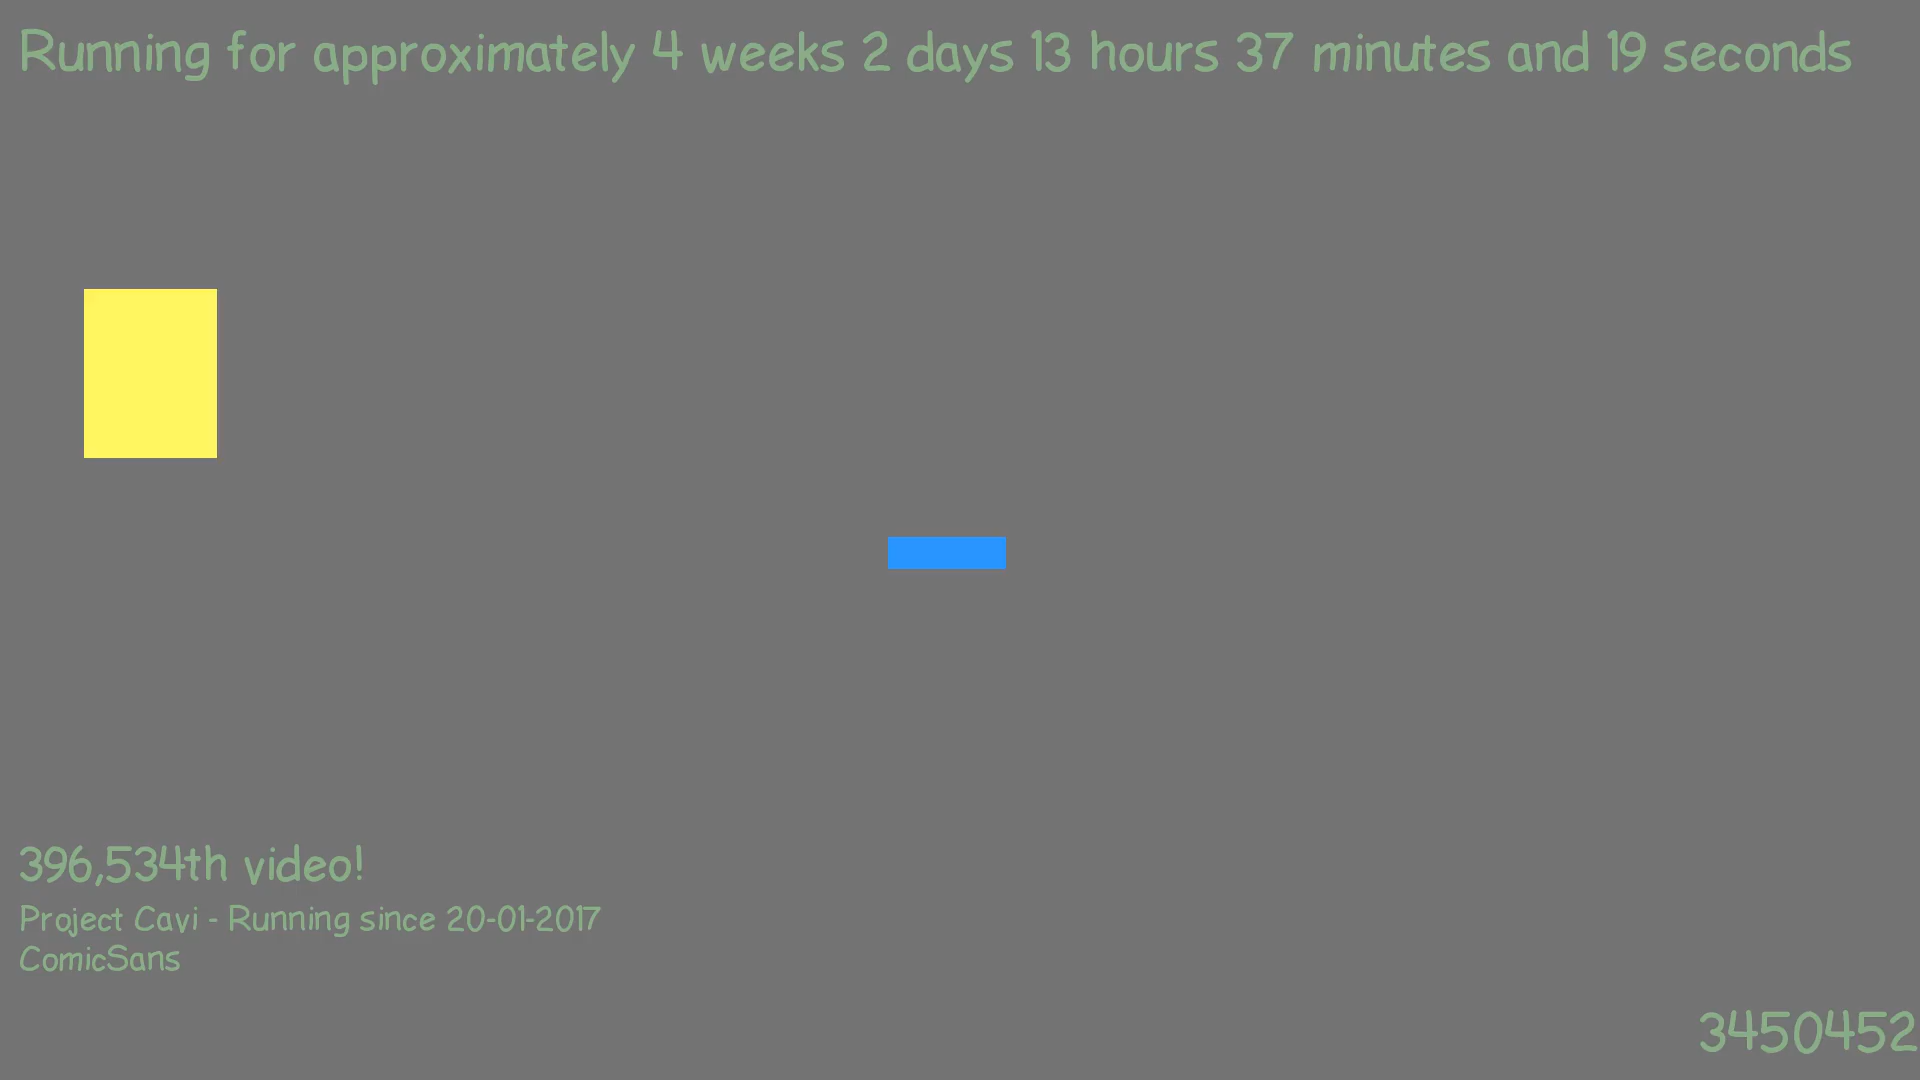 Running for approximately 4 weeks 2 days 13 hours 37 minutes and 19 seconds
396,534th video!
Project Cavi - Running since 20-01-2017
ComicSans
3450452